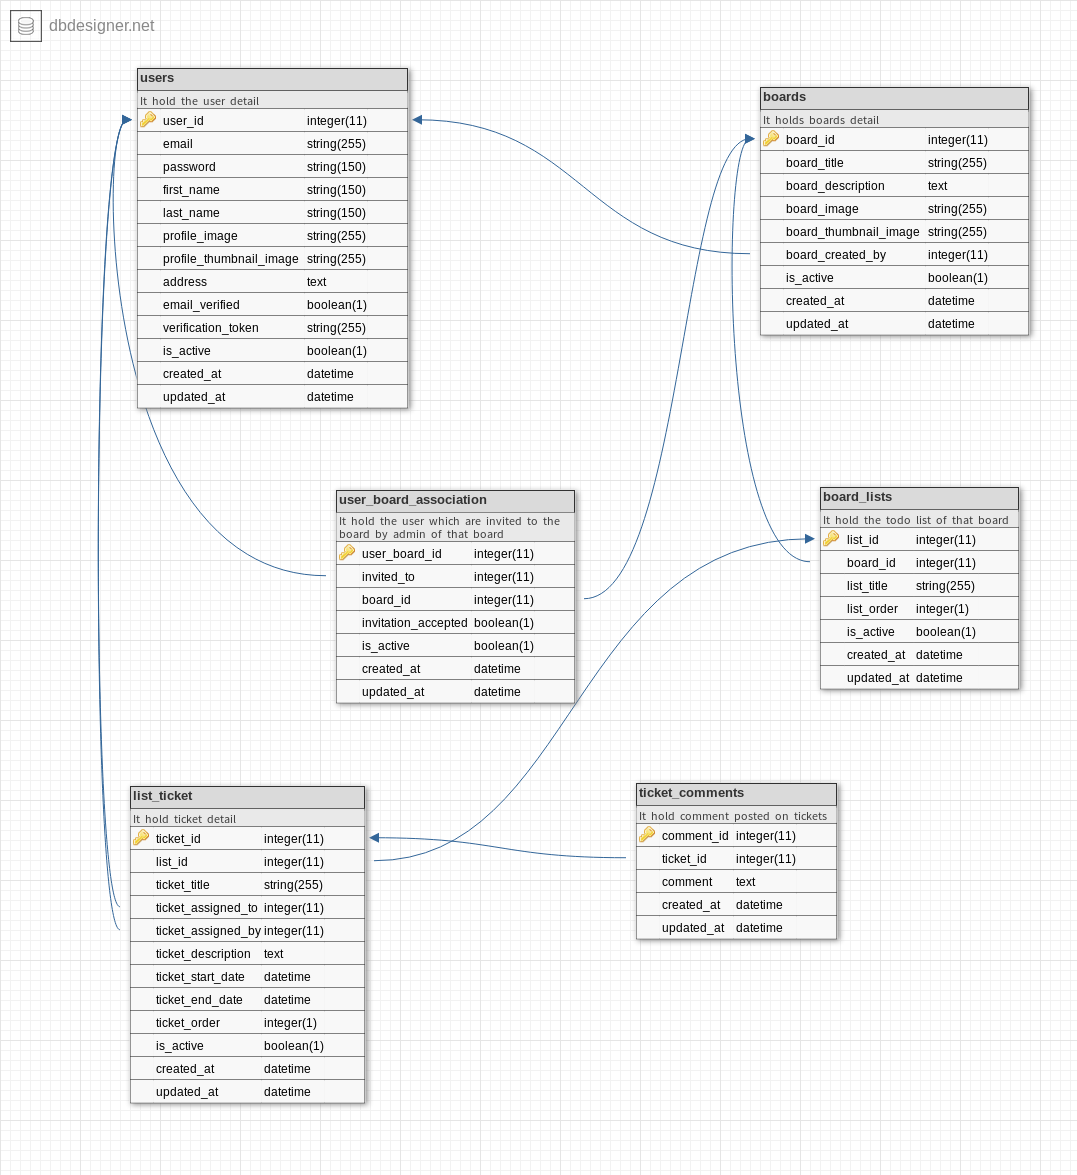 dbdesigner.net
users
It hold the user detail
user_id integer(11)
email string(255)
password string(150)
first_name string(150)
last_name string(150)
profile_image string(255)
profile_thumbnail_image string(255)
address text
email_verified boolean(1)
verification_token string(255)
is_active boolean(1)
created_at datetime
updated_at datetime
boards
It holds boards detail
board_id integer(11)
board_title string(255)
board_description text
board_image string(255)
board_thumbnail_image string(255)
board_created_by integer(11)
is_active boolean(1)
created_at datetime
updated_at datetime
user_board_association
It hold the user which are invited to the
board by admin of that board
user_board_id integer(11)
invited_to integer(11)
board_id integer(11)
invitation_accepted boolean(1)
is_active boolean(1)
created_at datetime
updated_at datetime
board_lists
It hold the todo list of that board
list_id integer(11)
board_id integer(11)
list_title string(255)
list_order integer(1)
is_active boolean(1)
created_at datetime
updated_at datetime
list_ticket
It hold ticket detail
ticket_id integer(11)
list_id integer(11)
ticket_title string(255)
ticket_assigned_to integer(11)
ticket_assigned_by integer(11)
ticket_description text
ticket_start_date datetime
ticket_end_date datetime
ticket_order integer(1)
is_active boolean(1)
created_at datetime
updated_at datetime
ticket_comments
It hold comment posted on tickets
comment_id integer(11)
ticket_id integer(11)
comment text
created_at datetime
updated_at datetime